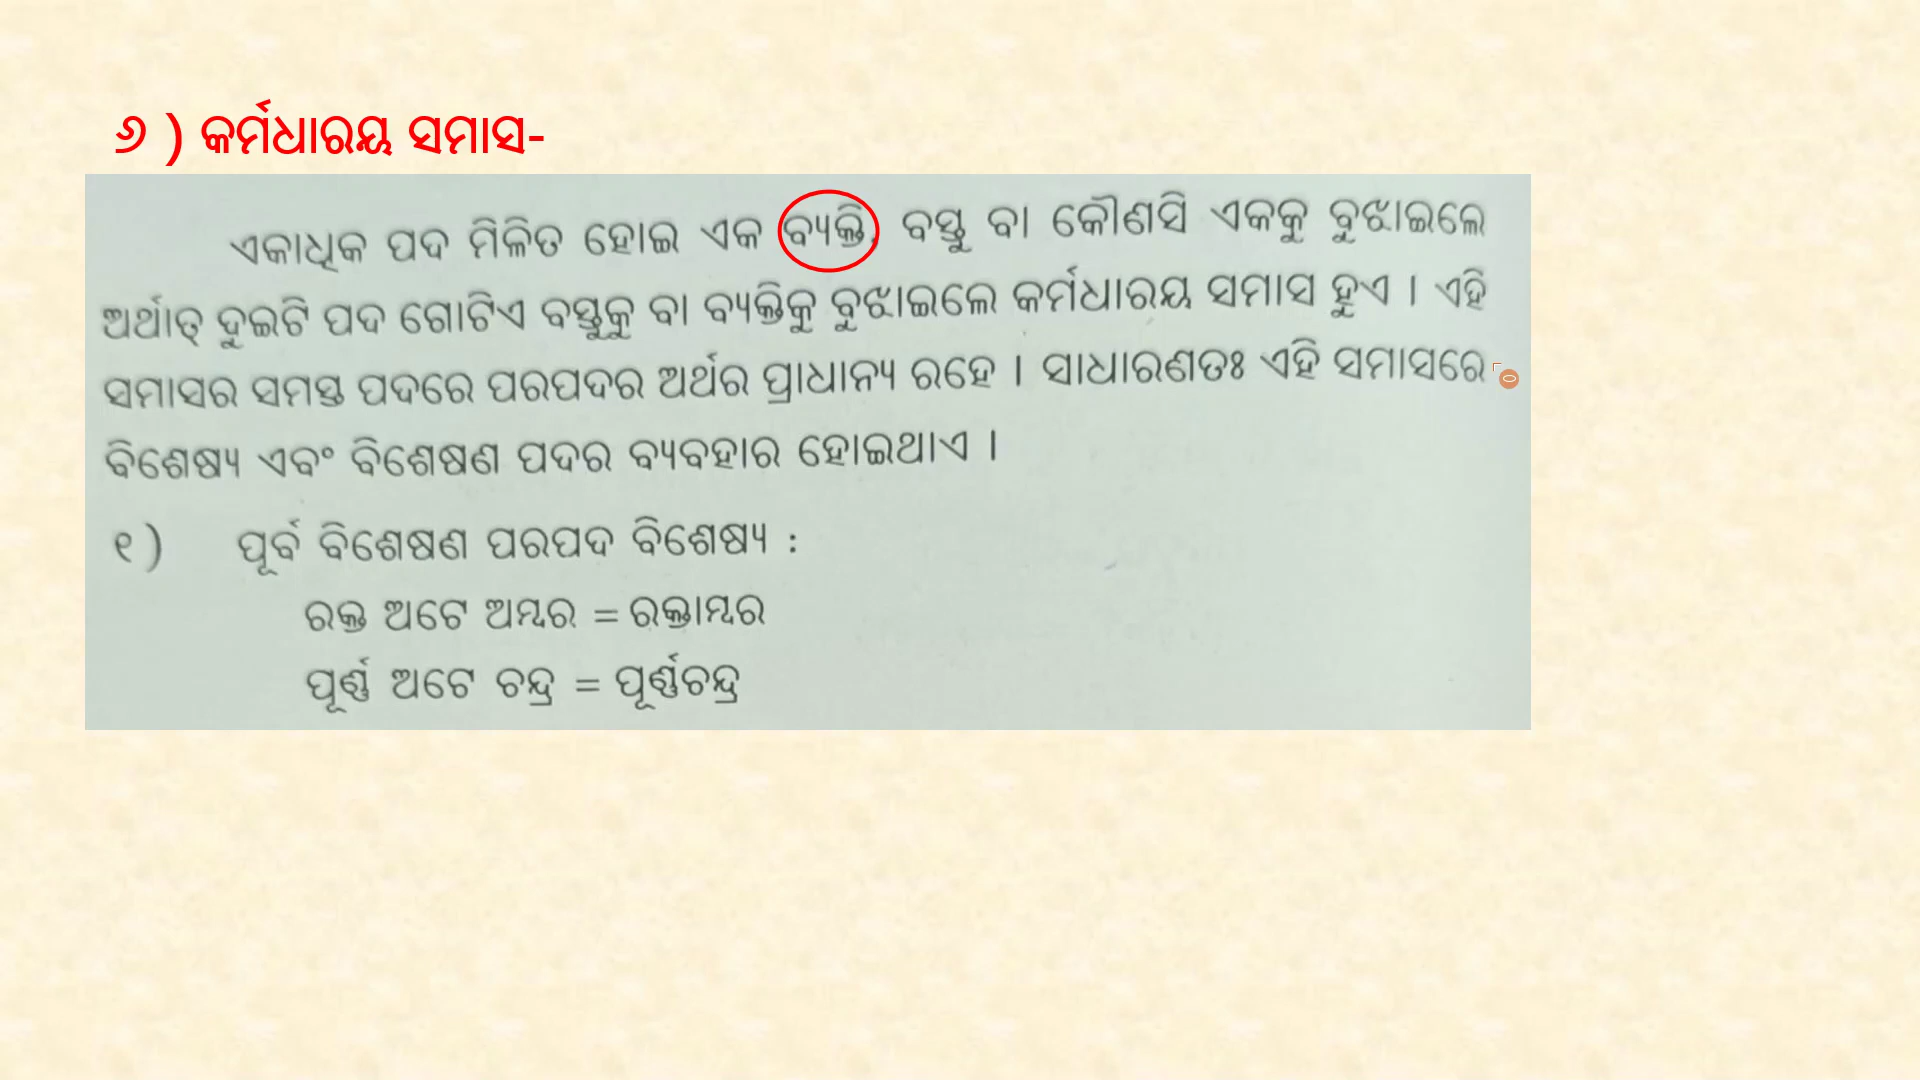 ୬ ) କର୍ମଧାରୟ ସମାସ-
ଏକାଧିକ ପଦ ମିଳିତ ହୋଇ ଏକ ବ୍ୟକ୍ତି, ବସ୍ତୁ ବା କୌଣସି ଏକକୁ ବୁଝାଇଲେ
ଅର୍ଥାତ୍ ଦୁଇଟି ପଦ ଗୋଟିଏ ବସ୍ତୁକୁ ବା ବ୍ୟକ୍ତିକୁ ବୁଝାଇଲେ କର୍ମଧାରୟ ସମାସ ହୁଏ ।  ଏହି
ସମାସର ସମସ୍ତ ପଦରେ ପରପଦର ଅର୍ଥର ପ୍ରାଧାନ୍ୟ ରହେ । ସାଧାରଣତଃ ଏହି ସମାସରେ
ବିଶେଷ୍ୟ ଏବଂ ବିଶେଷଣ ପଦର ବ୍ୟବହାର ହୋଇଥାଏ ।
୧ ) ପୂର୍ବ ବିଶେଷଣ ପରପଦ ବିଶେଷ୍ୟ :
ରକ୍ତ ଅଟେ ଅମ୍ବର = ରକ୍ତାମ୍ବର
ପୂର୍ଣ୍ଣ ଅଟେ ଚନ୍ଦ୍ର = ପୂର୍ଣ୍ଣଚନ୍ଦ୍ର